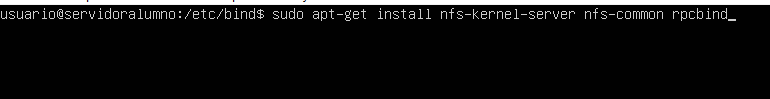 usuario@servidoralumno:/etc/bind$ sudo apt-get install nfs-kernel-server nfs-common rpcbind_